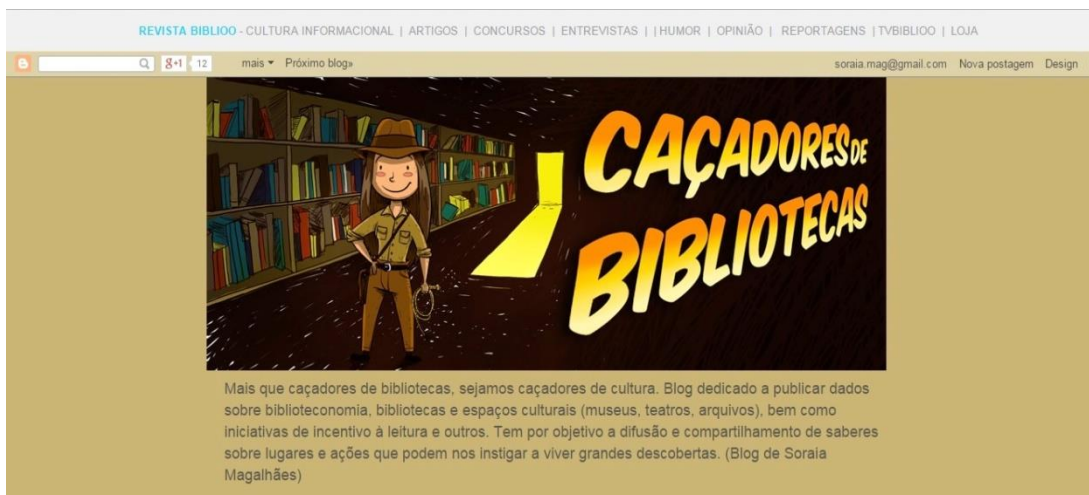 REVISTA BIBLIOO - CULTURA INFORMACIONAL | ARTIGOS | CONCURSOS | ENTREVISTAS | | HUMOR | OPINIÃO | REPORTAGENS | TVBIBLIOO | LOJA
g+1 12 mais Próximo blog» soraia.mag@gmail.com Nova postagem Design
CAÇADORES DE
BIBLIOTECAS
Mais que caçadores de bibliotecas, sejamos caçadores de cultura. Blog dedicado a publicar dados
sobre biblioteconomia, bibliotecas e espaços culturais (museus, teatros, arquivos), bem como
iniciativas de incentivo à leitura e outros. Tem por objetivo a difusão e compartilhamento de saberes
sobre lugares e ações que podem nos instigar a viver grandes descobertas. (Blog de Soraia
Magalhães)